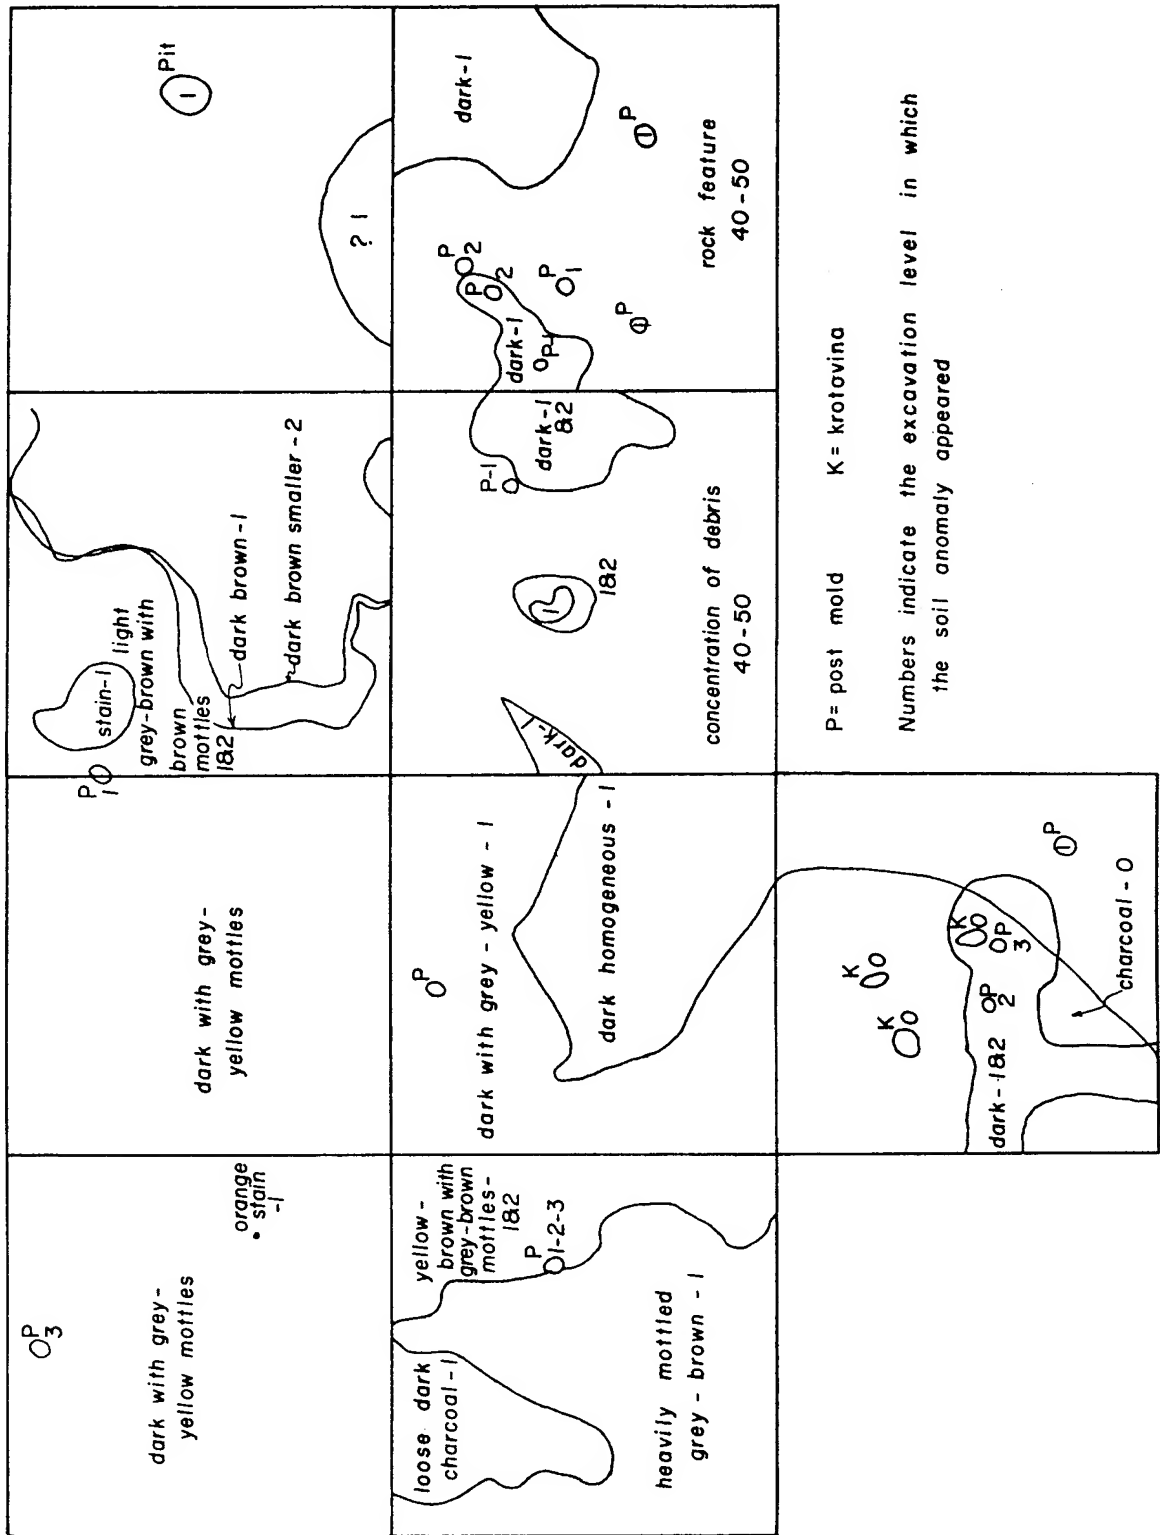 P
3
dark with grey-
yellow mottles
• orange
stain
-1
dark with grey-
yellow mottles
P
1
stain-1
light
grey-brown with
brown
mottles
1&2
dark brown-1
dark brown smaller-2
Pit
1
? 1
loose dark
charcoal-1
yellow-
brown with
grey-brown
mottles-
1&2
P
1-2-3
heavily mottled
grey-brown-1
P
dark with grey-yellow-1
dark homogeneous-1
dark-1
1
1&2
P-1
dark-1
&2
concentration of debris
40-50
dark-1
P-1
P
2
P
2
P
1
P
1
dark-1
P
1
rock feature
40-50
K
0
K
0
K
0
P
3
P
2
dark-1&2
P
1
charcoal-0
P= post mold
K= krotovina
Numbers indicate the excavation level in which
the soil anomaly appeared